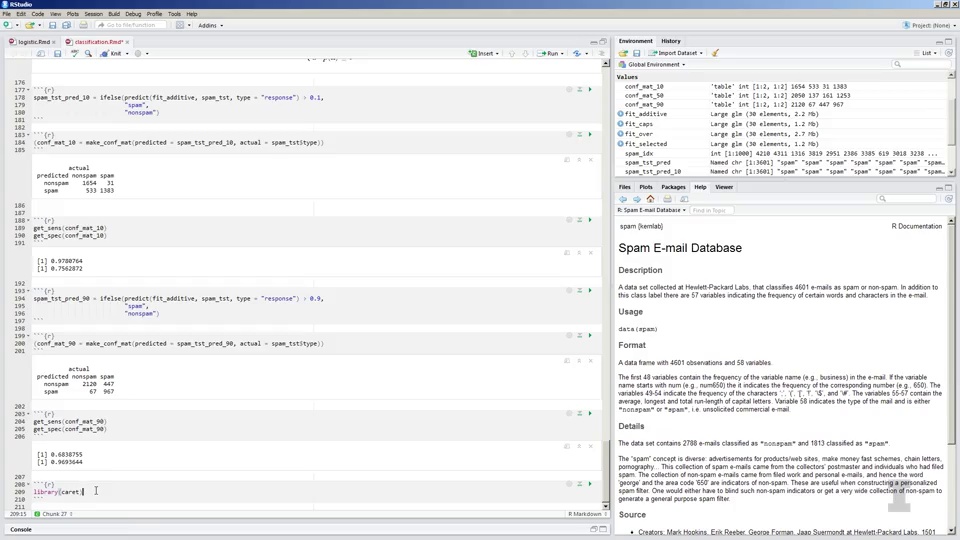 RStudio
File Edit Code View Plots Session Build Debug Profile Tools Help
Go to file/function Addins Project: (None)
logistic.Rmd classification.Rmd*
Knit Insert Run
176
177 ```{r}
178 spam_tst_pred_10 = ifelse(predict(fit_additive, spam_tst, type = "response") > 0.1,
179 "spam",
180 "nonspam")
181 ```
182
183 ```{r}
184 (conf_mat_10 = make_conf_mat(predicted = spam_tst_pred_10, actual = spam_tst$type))
185 ```
actual
predicted nonspam spam
nonspam 1654 31
spam 533 1383
186
187
188 ```{r}
189 get_sens(conf_mat_10)
190 get_spec(conf_mat_10)
191 ```
[1] 0.9780764
[1] 0.7562872
192
193 ```{r}
194 spam_tst_pred_90 = ifelse(predict(fit_additive, spam_tst, type = "response") > 0.9,
195 "spam",
196 "nonspam")
197 ```
198
199 ```{r}
200 (conf_mat_90 = make_conf_mat(predicted = spam_tst_pred_90, actual = spam_tst$type))
201 ```
actual
predicted nonspam spam
nonspam 2120 447
spam 67 967
202
203 ```{r}
204 get_sens(conf_mat_90)
205 get_spec(conf_mat_90)
206 ```
[1] 0.6838755
[1] 0.9693644
207
208 ```{r}
209 library(caret)
210 ```
211
209:15 Chunk 27 R Markdown
Console
Environment History
Import Dataset List
Global Environment
Values
conf_mat_10 'table' int [1:2, 1:2] 1654 533 31 1383
conf_mat_50 'table' int [1:2, 1:2] 2050 137 161 1253
conf_mat_90 'table' int [1:2, 1:2] 2120 67 447 967
fit_additive Large glm (30 elements, 2.2 Mb)
fit_caps Large glm (30 elements, 1.2 Mb)
fit_over Large glm (30 elements, 2.7 Mb)
fit_selected Large glm (30 elements, 1.2 Mb)
spam_idx int [1:1000] 4210 4311 1316 3819 2951 2386 3385 619 3018 3238 ...
spam_tst_pred Named chr [1:3601] "spam" "spam" "spam" "spam" "spam"…
spam_tst_pred_10 Named chr [1:3601] "spam" "spam" "spam" "spam" "spam"…
Files Plots Packages Help Viewer
R: Spam E-mail Database Find in Topic
spam {kernlab} R Documentation
Spam E-mail Database
Description
A data set collected at Hewlett-Packard Labs, that classifies 4601 e-mails as spam or non-spam. In addition to
this class label there are 57 variables indicating the frequency of certain words and characters in the e-mail.
Usage
data(spam)
Format
A data frame with 4601 observations and 58 variables.
The first 48 variables contain the frequency of the variable name (e.g., business) in the e-mail. If the variable
name starts with num (e.g., num650) the it indicates the frequency of the corresponding number (e.g., 650). The
variables 49-54 indicate the frequency of the characters ';', '(', '[', '!', '\$', and '\#'. The variables 55-57 contain the
average, longest and total run-length of capital letters. Variable 58 indicates the type of the mail and is either
"nonspam" or "spam", i.e. unsolicited commercial e-mail.
Details
The data set contains 2788 e-mails classified as "nonspam" and 1813 classified as "spam".
The "spam" concept is diverse: advertisements for products/web sites, make money fast schemes, chain letters,
pornography... This collection of spam e-mails came from the collectors' postmaster and individuals who had filed
spam. The collection of non-spam e-mails came from filed work and personal e-mails, and hence the word
'george' and the area code '650' are indicators of non-spam. These are useful when constructing a personalized
spam filter. One would either have to blind such non-spam indicators or get a very wide collection of non-spam to
generate a general purpose spam filter.
Source
Creators: Mark Hopkins, Erik Reeber, George Forman, Jaap Suermondt at Hewlett-Packard Labs, 1501